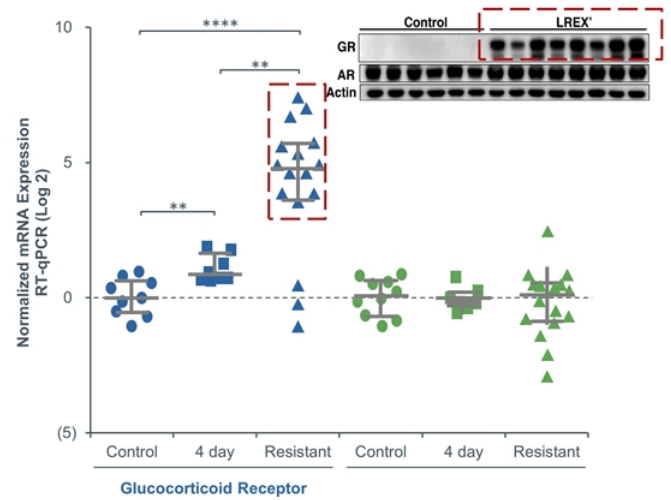 Control LREX'
GR
AR
Actin
Normalized mRNA Expression
RT-qPCR (Log 2)
10
5
0
(5)
****
**
**
Control 4 day Resistant Control 4 day Resistant
Glucocorticoid Receptor